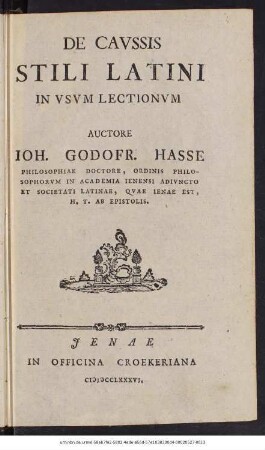 DE CAVSSIS
STILI LATINI
IN VSVM LECTIONVM
AUCTORE
IOH. GODOFR. HASSE
PHILOSOPHIAE DOCTORE, ORDINIS PHILO-
SOPHORVM IN ACADEMIA IENENSI ADIVNCTO
ET SOCIETATI LATINAE, QVAE IENAE EST,
H. T. AB EPISTOLIS.
JENAE
IN OFFICINA CROEKERIANA
CIƆIƆCCLXXXVI.